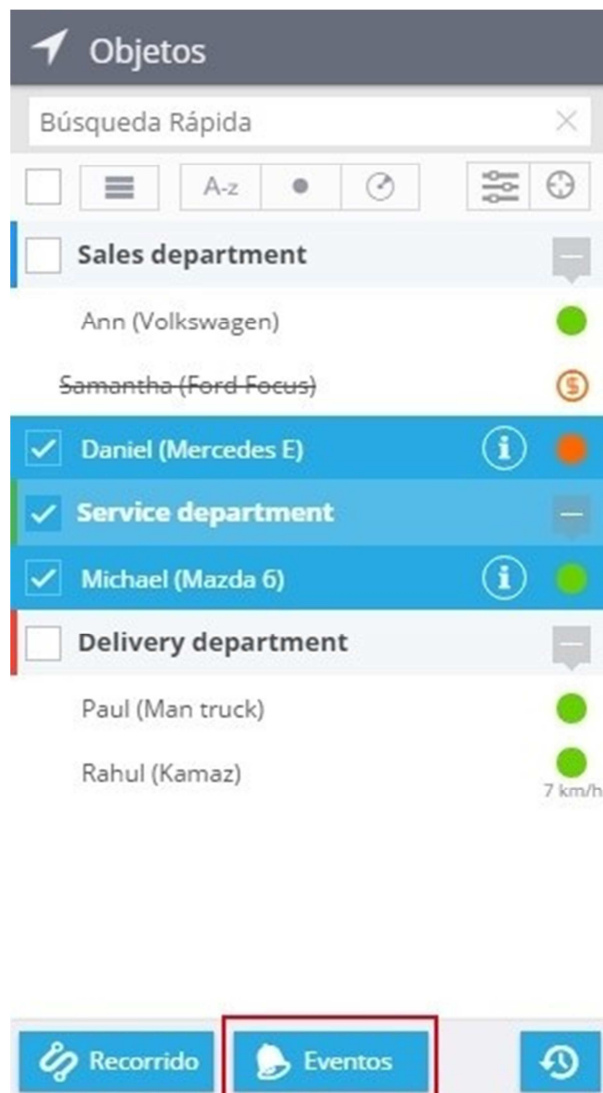 Objetos
Búsqueda Rápida
A-z
Sales department
Ann (Volkswagen)
Samantha (Ford Focus)
Daniel (Mercedes E)
Service department
Michael (Mazda 6)
Delivery department
Paul (Man truck)
Rahul (Kamaz)
7 km/h
Recorrido Eventos